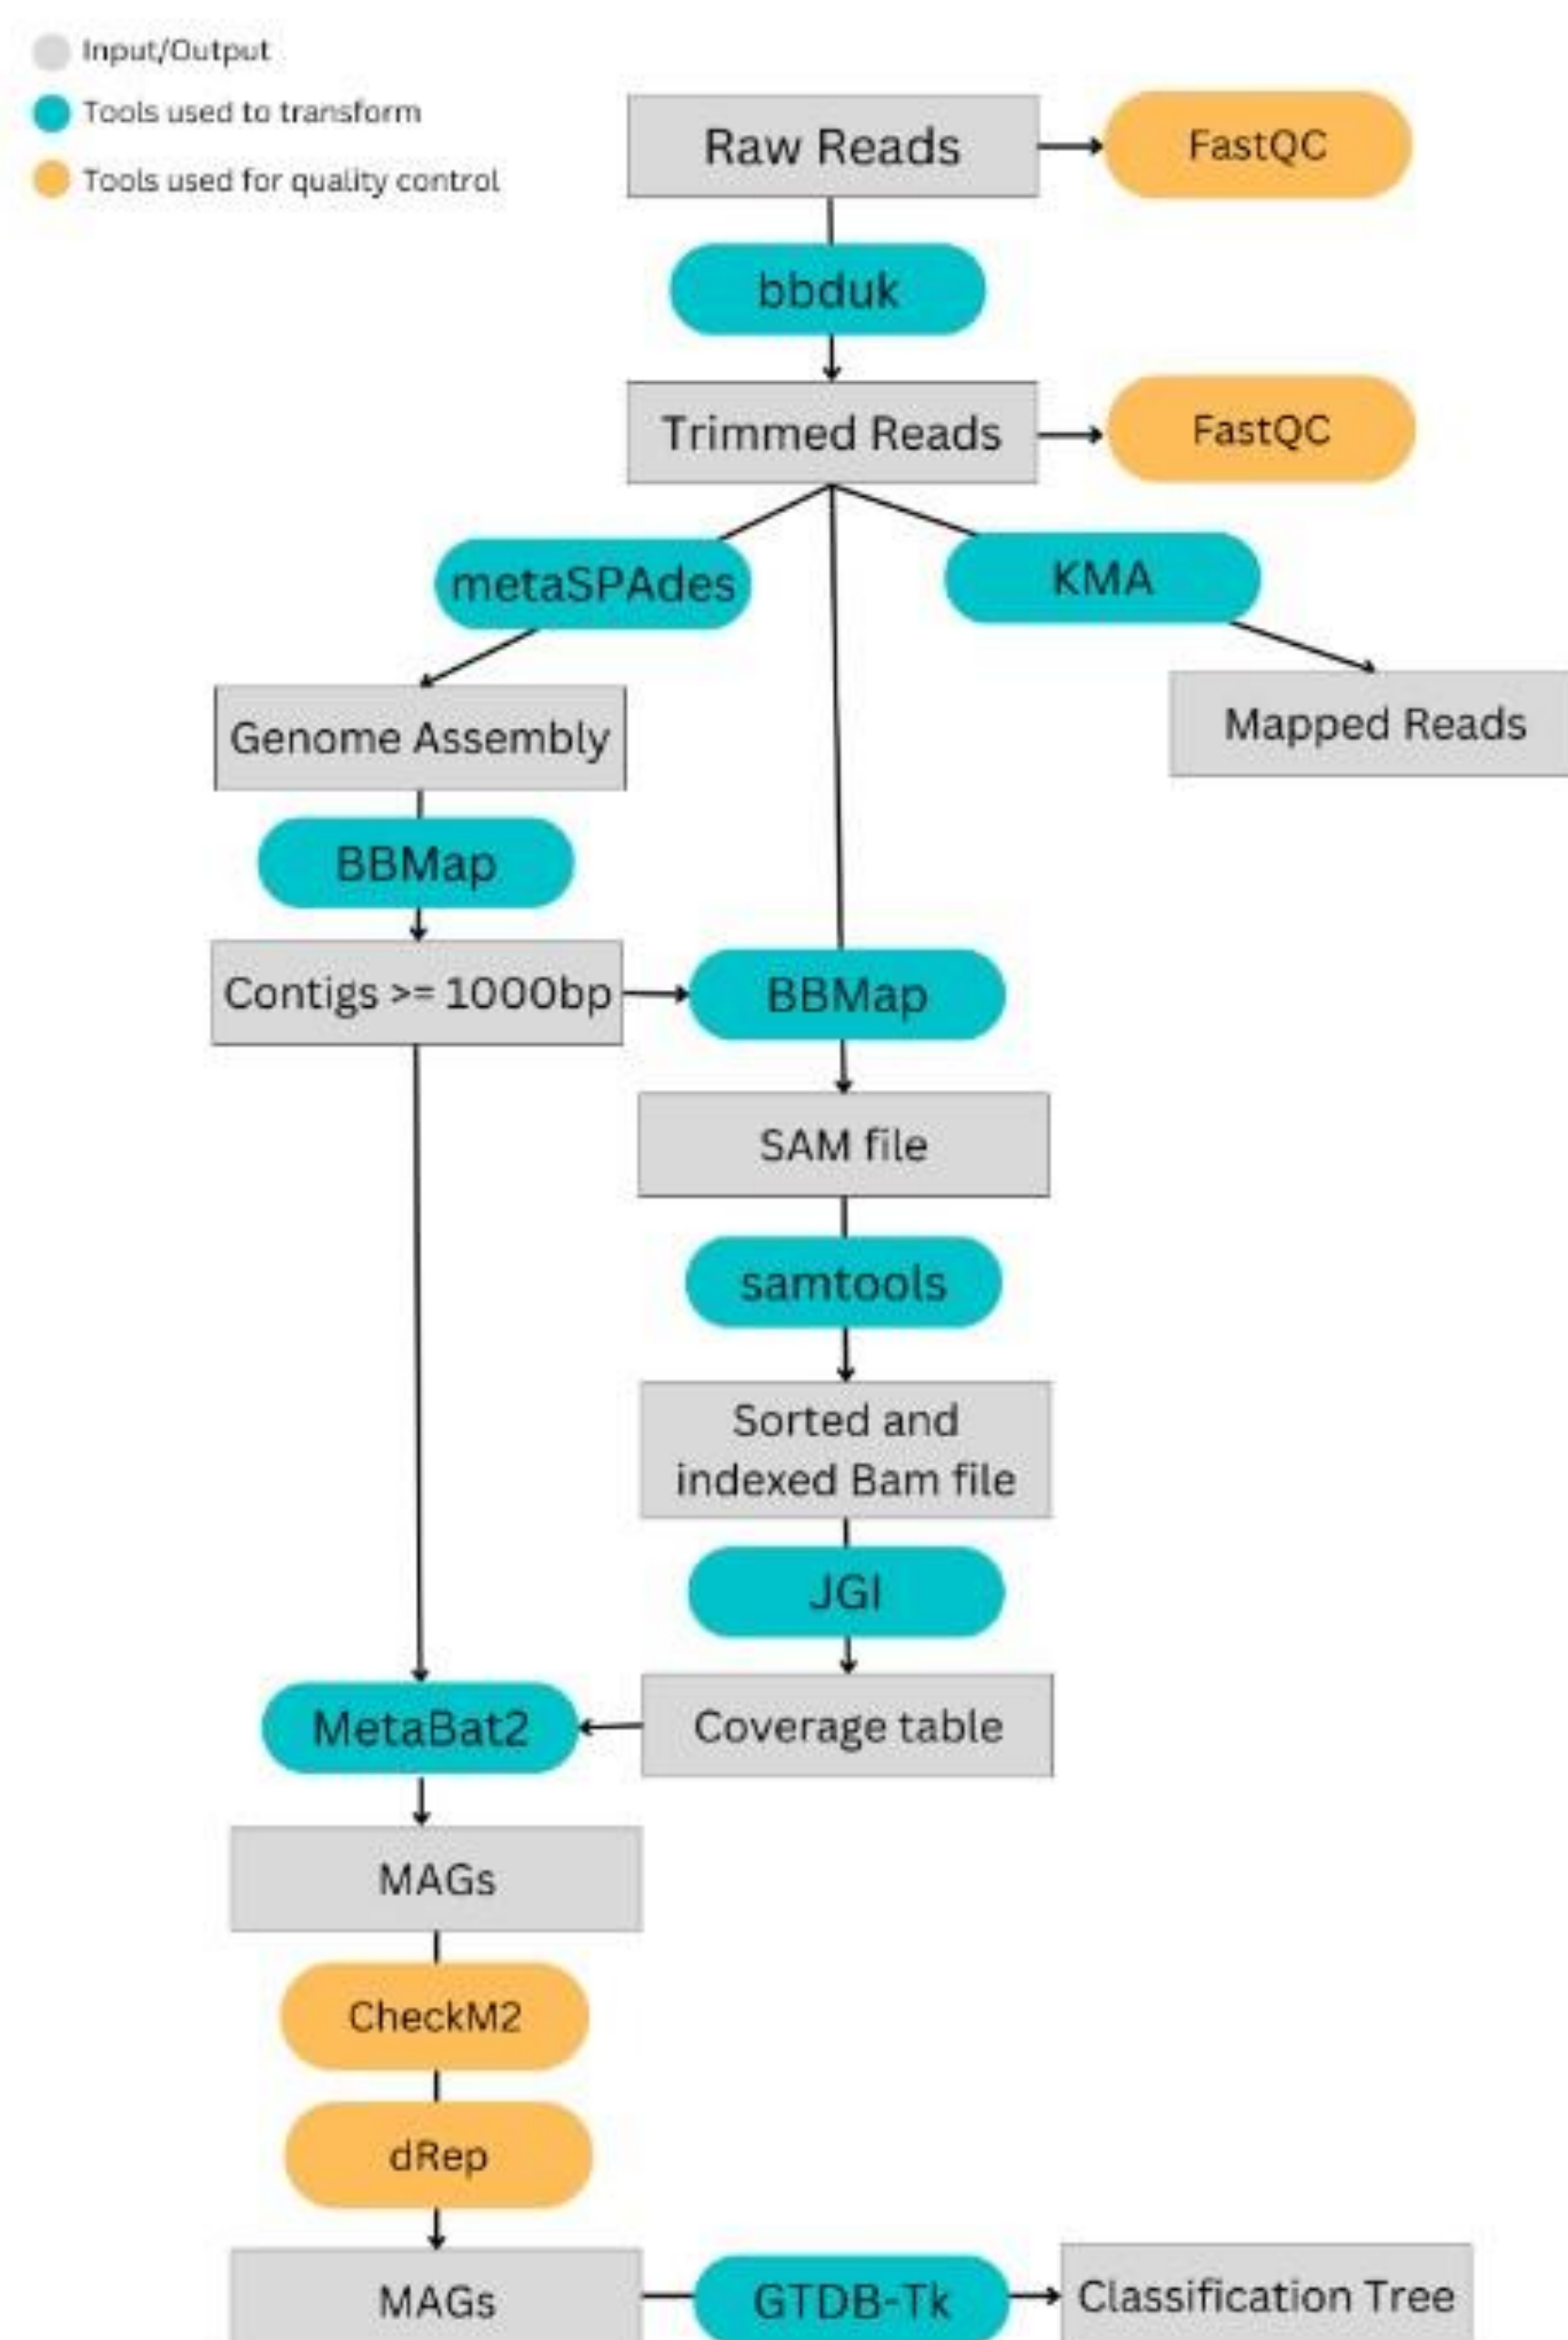 Input/Output
Tools used to transform
Tools used for quality control
Raw Reads
FastQC
bbduk
Trimmed Reads
FastQC
metaSPAdes
KMA
Genome Assembly
Mapped Reads
BBMap
Contigs >= 1000bp
BBMap
SAM file
samtools
Sorted and
indexed Bam file
JGI
MetaBat2
Coverage table
MAGs
CheckM2
dRep
MAGs
GTDB-Tk
Classification Tree